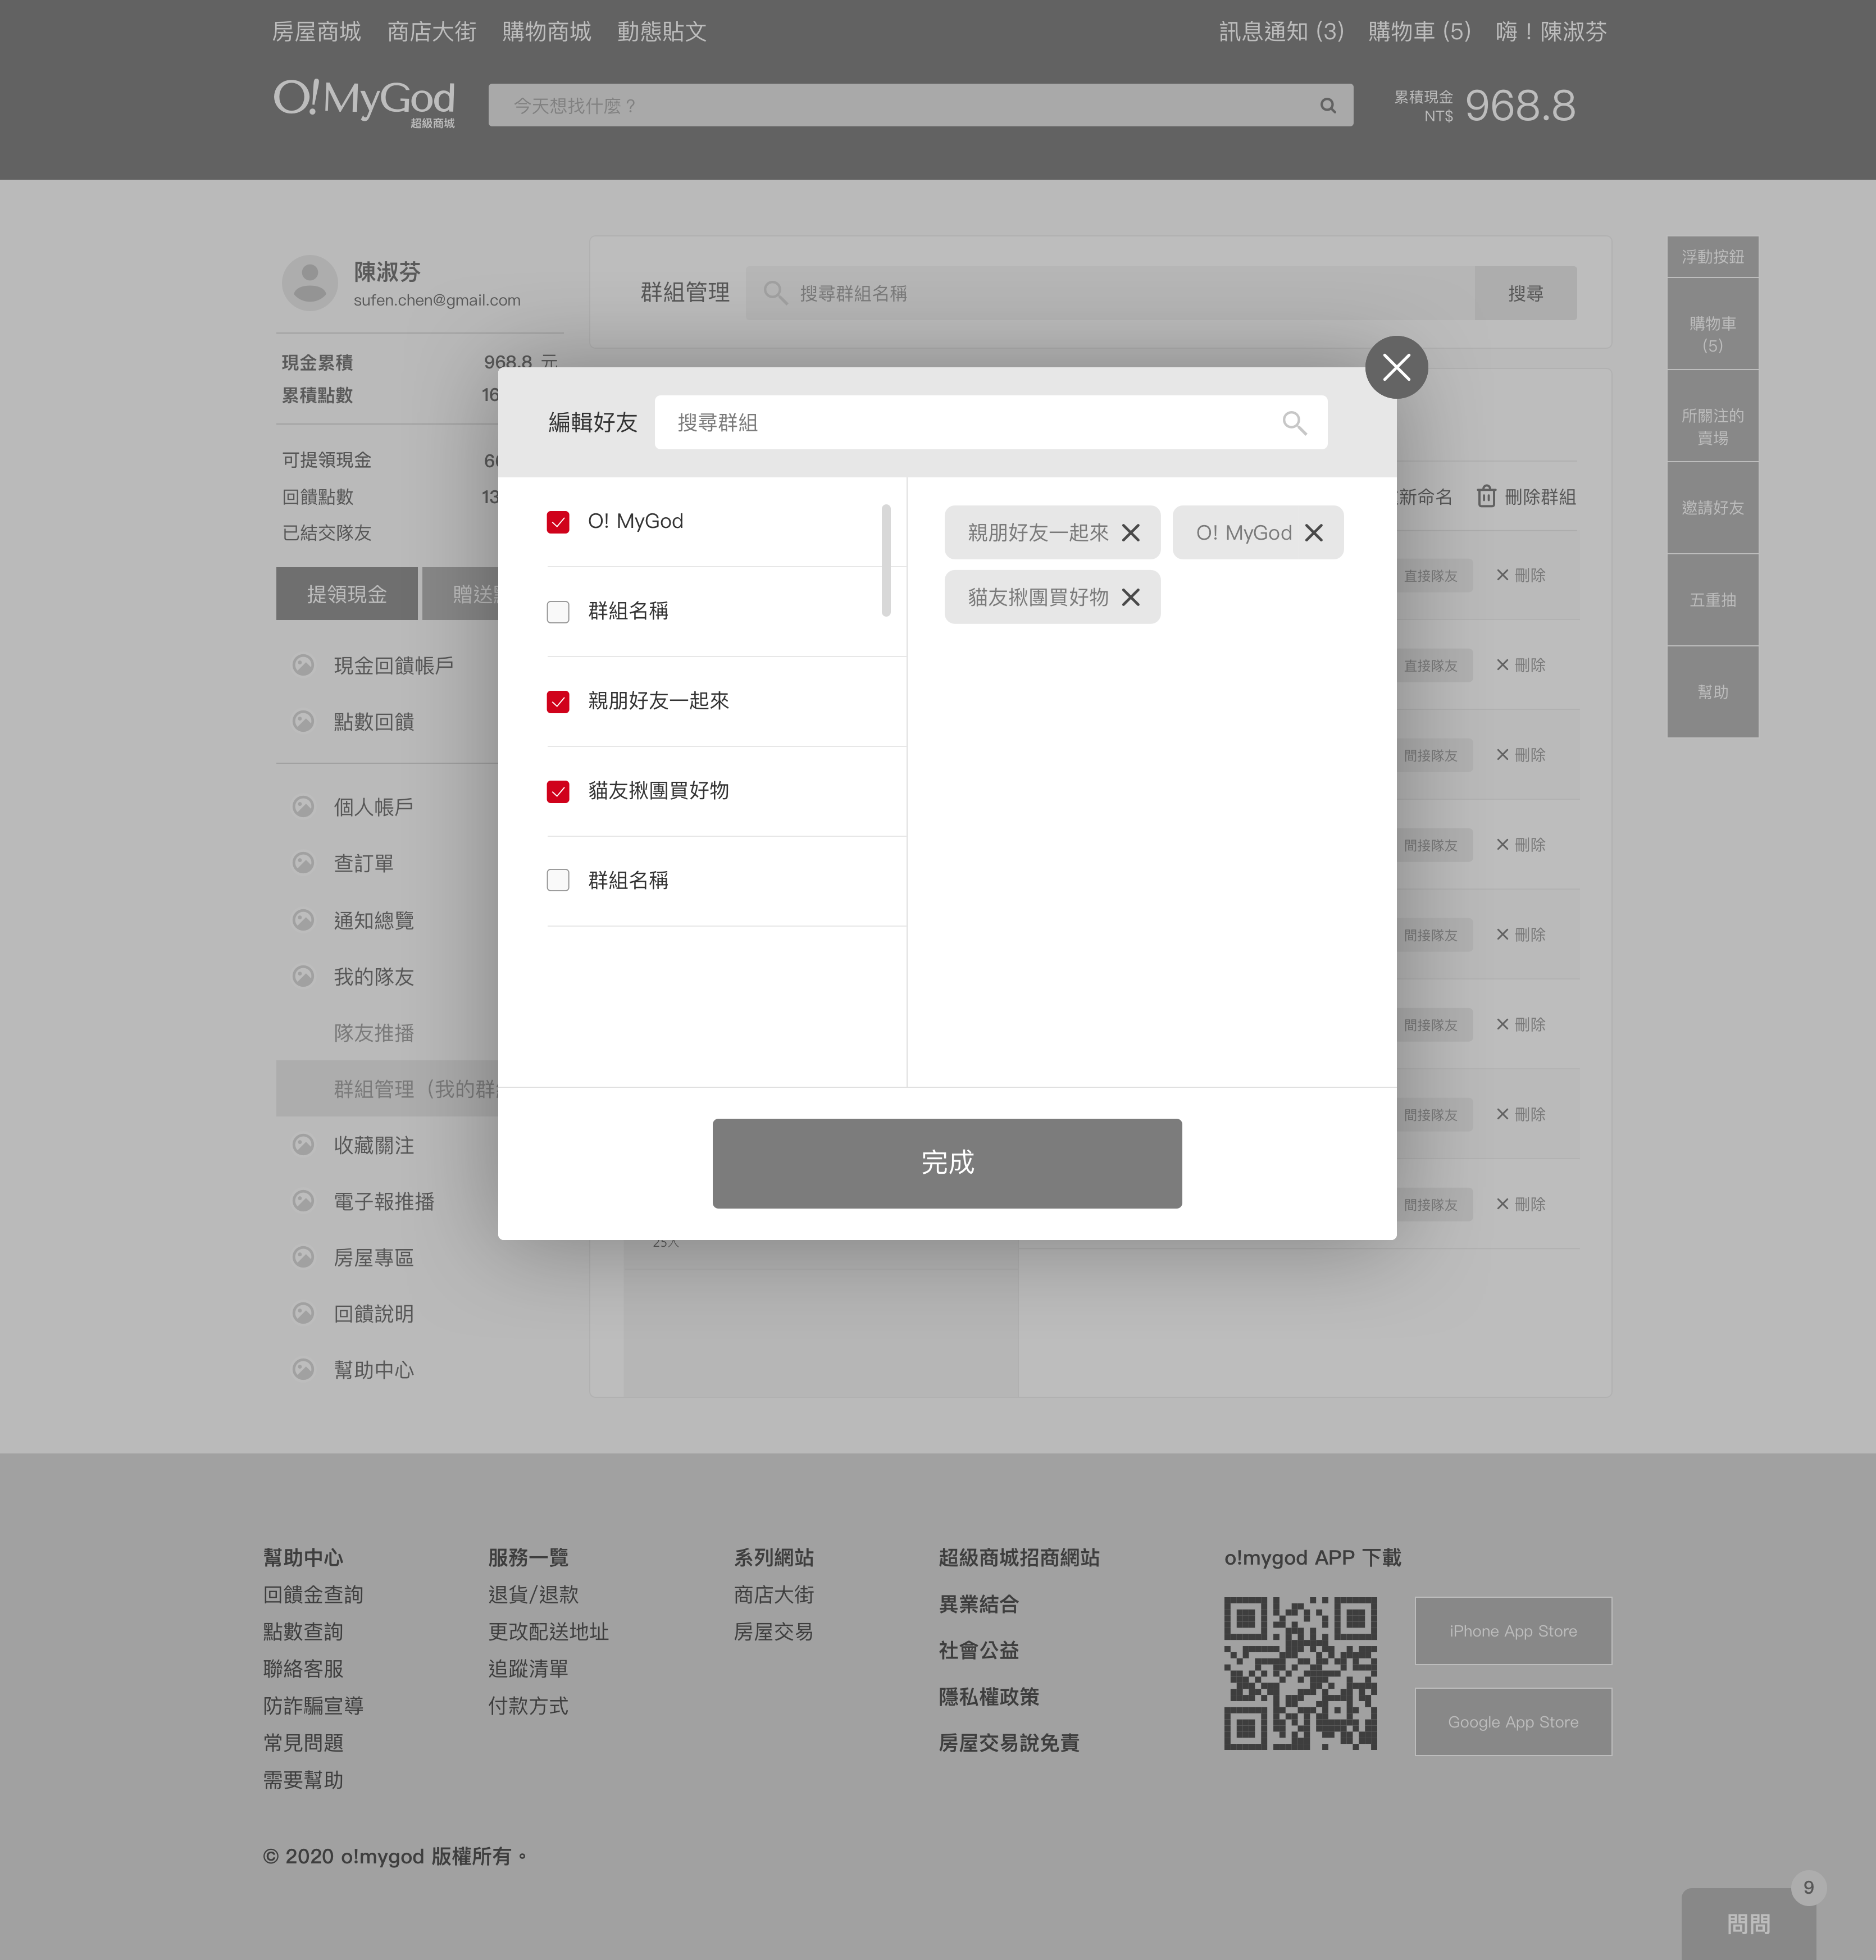 房屋商城 商店大街 購物商城 動態貼文 訊息通知 (3) 購物車 (5) 嗨！陳淑芬
O!MyGod
超級商城
今天想找什麼？
累積現金
NT$
968.8
陳淑芬
sufen.chen@gmail.com
現金累積 968.8 元
累積點數 16
可提領現金
回饋點數 13
已結交隊友
提領現金 贈送
現金回饋帳戶
點數回饋
個人帳戶
查訂單
通知總覽
我的隊友
隊友推播
群組管理（我的群
收藏關注
電子報推播
房屋專區
回饋說明
幫助中心
群組管理 搜尋群組名稱 搜尋
編輯好友 搜尋群組
O! MyGod
群組名稱
親朋好友一起來
貓友揪團買好物
群組名稱
親朋好友一起來 O! MyGod
貓友揪團買好物
完成
新命名 刪除群組
直接隊友 刪除
直接隊友 刪除
間接隊友 刪除
間接隊友 刪除
間接隊友 刪除
間接隊友 刪除
間接隊友 刪除
間接隊友 刪除
25人
浮動按鈕
購物車
(5)
所關注的
賣場
邀請好友
五重抽
幫助
幫助中心
回饋金查詢
點數查詢
聯絡客服
防詐騙宣導
常見問題
需要幫助
服務一覽
退貨/退款
更改配送地址
追蹤清單
付款方式
系列網站
商店大街
房屋交易
超級商城招商網站
異業結合
社會公益
隱私權政策
房屋交易說免責
o!mygod APP 下載
iPhone App Store
Google App Store
© 2020 o!mygod 版權所有。
9
問問